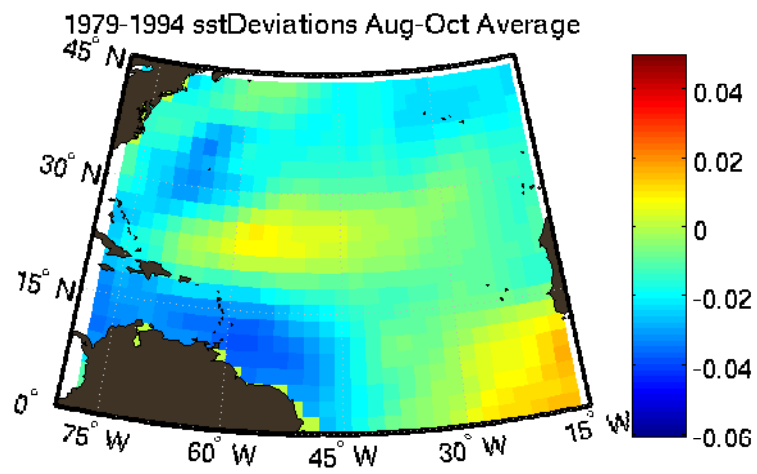 1979-1994 sstDeviations Aug-Oct Average
45° N
30° N
15° N
0°
75° W
60° W
45° W
30° W
15° W
0.04
0.02
0
-0.02
-0.04
-0.06